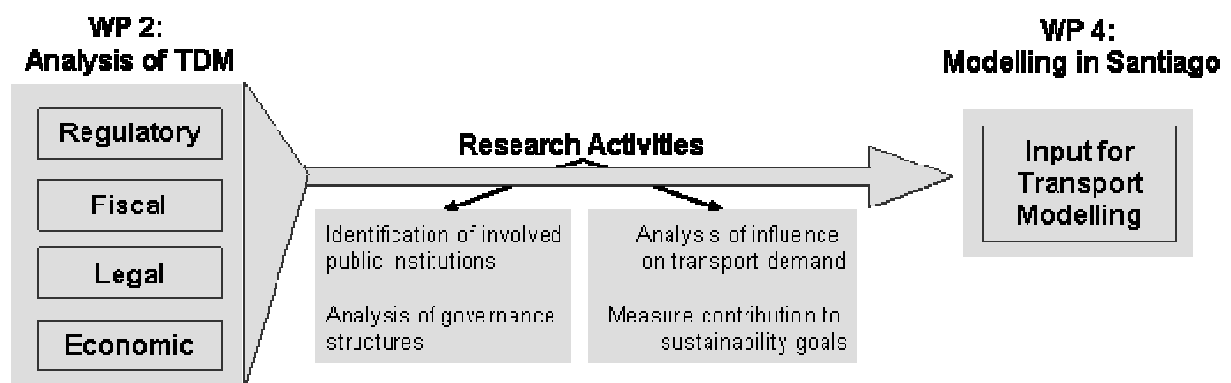 WP 2:
Analysis of TDM
Regulatory
Fiscal
Legal
Economic
Research Activities
Identification of involved
public institutions
Analysis of governance
structures
Analysis of influence
on transport demand
Measure contribution to
sustainability goals
WP 4:
Modelling in Santiago
Input for
Transport
Modelling